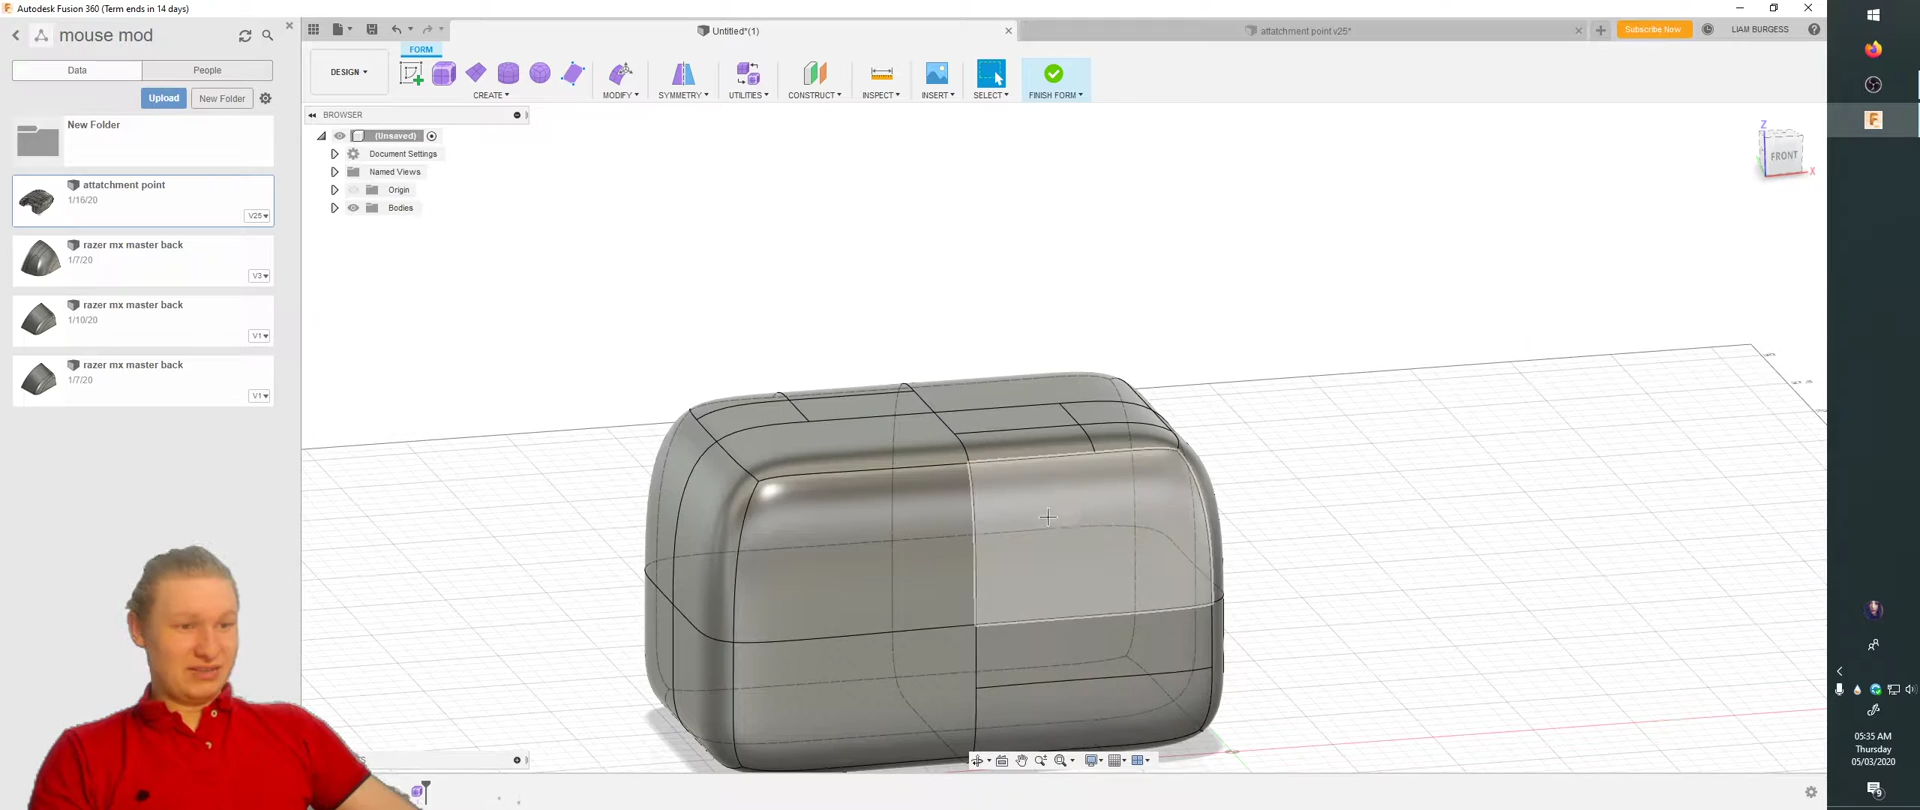 Autodesk Fusion 360 (Term ends in 14 days)
mouse mod
Data
People
Upload
New Folder
New Folder
attatchment point
1/16/20
V25
razer mx master back
1/7/20
V3
razer mx master back
1/10/20
V1
razer mx master back
1/7/20
V1
Untitled*(1)
attatchment point v25*
Subscribe Now
LIAM BURGESS
FORM
DESIGN
CREATE
MODIFY
SYMMETRY
UTILITIES
CONSTRUCT
INSPECT
INSERT
SELECT
FINISH FORM
BROWSER
(Unsaved)
Document Settings
Named Views
Origin
Bodies
Z
FRONT
X
05:35 AM
Thursday
05/03/2020